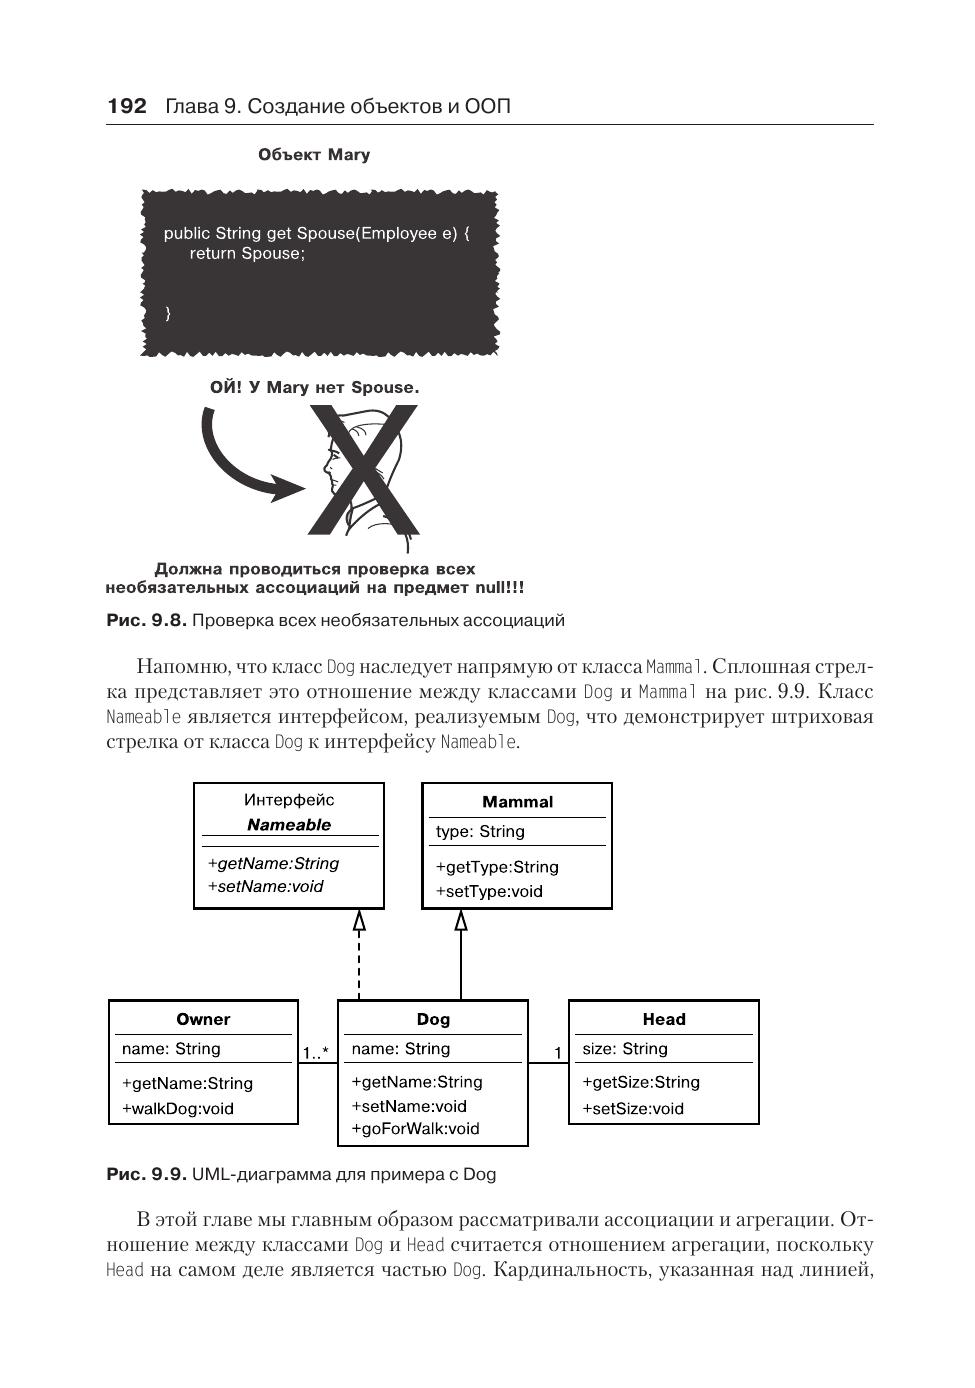 192 Глава 9. Создание объектов и ООП
Объект Mary
public String get Spouse(Employee e) {
return Spouse;
}
ОЙ! У Mary нет Spouse.
Должна проводиться проверка всех
необязательных ассоциаций на предмет null!!!
Рис. 9.8. Проверка всех необязательных ассоциаций
Напомню, что класс Dog наследует напрямую от класса Mammal. Сплошная стрел-
ка представляет это отношение между классами Dog и Mammal на рис. 9.9. Класс
Nameable является интерфейсом, реализуемым Dog, что демонстрирует штриховая
стрелка от класса Dog к интерфейсу Nameable.
Интерфейс
Nameable
+getName:String
+setName:void
Mammal
type: String
+getType:String
+setType:void
Owner
name: String
+getName:String
+walkDog:void
1..*
Dog
name: String
+getName:String
+setName:void
+goForWalk:void
1
Head
size: String
+getSize:String
+setSize:void
Рис. 9.9. UML-диаграмма для примера с Dog
В этой главе мы главным образом рассматривали ассоциации и агрегации. От-
ношение между классами Dog и Head считается отношением агрегации, поскольку
Head на самом деле является частью Dog. Кардинальность, указанная над линией,